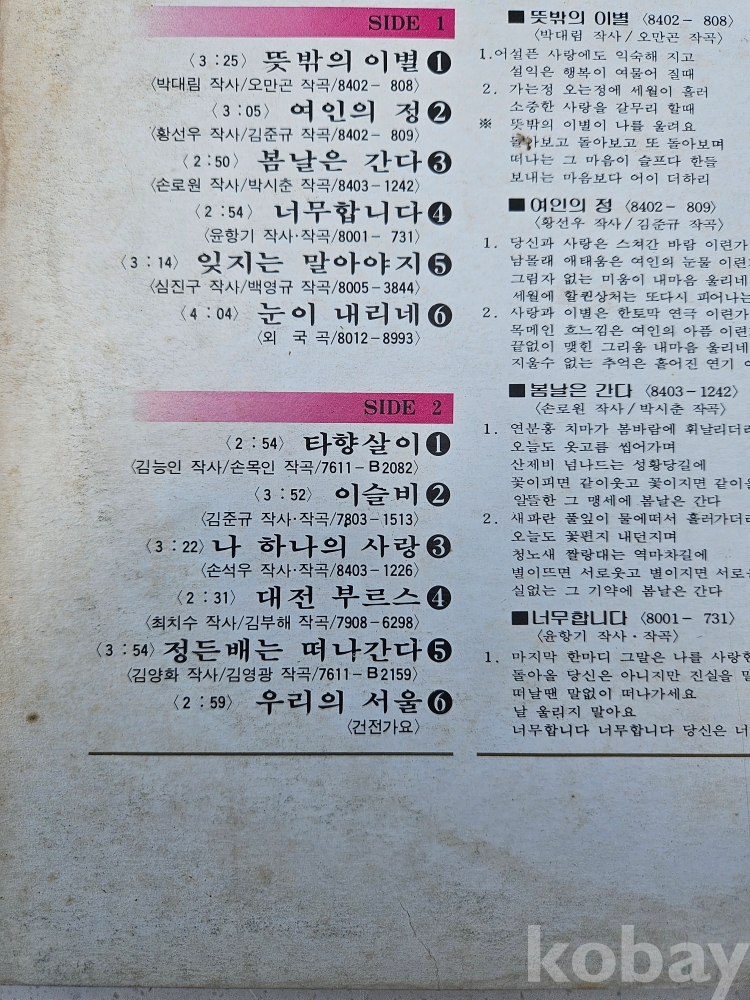 SIDE 1
〈3：25〉 뜻밖의 이별 ❶
〈박대림 작사/오만곤 작곡/8402－ 808〉
〈3：05〉 여인의 정 ❷
〈황선우 작사/김준규 작곡/8402－ 809〉
〈2：50〉 봄날은 간다 ❸
〈손로원 작사/박시춘 작곡/8403－1242〉
〈2：54〉 너무합니다 ❹
〈윤항기 작사·작곡/8001－ 731〉
〈3：14〉 잊지는 말아야지 ❺
〈심진구 작사/백영규 작곡/8005－3844〉
〈4：04〉 눈이 내리네 ❻
〈외 국 곡/8012－8993〉
SIDE 2
〈2：54〉 타향살이 ❶
〈김능인 작사/손목인 작곡/7611－B2082〉
〈3：52〉 이슬비 ❷
〈김준규 작사·작곡/7803－1513〉
〈3：22〉 나 하나의 사랑 ❸
〈손석우 작사·작곡/8403－1226〉
〈2：31〉 대전 부르스 ❹
〈최치수 작사/김부해 작곡/7908－6298〉
〈3：54〉 정든배는 떠나간다 ❺
〈김양화 작사/김영광 작곡/7611－B2159〉
〈2：59〉 우리의 서울 ❻
〈건전가요〉
■ 뜻밖의 이별 〈8402－ 808〉
〈박대림 작사/오만곤 작곡〉
1. 어설픈 사랑에도 익숙해 지고
설익은 행복이 여물어 질때
2. 가는정 오는정에 세월이 흘러
소중한 사랑을 갈무리 할때
※ 뜻밖의 이별이 나를 울려요
돌아보고 돌아보고 또 돌아보며
떠나는 그 마음이 슬프다 한들
보내는 마음보다 어이 더하리
■ 여인의 정 〈8402－ 809〉
〈황선우 작사/김준규 작곡〉
1. 당신과 사랑은 스쳐간 바람 이런가
남몰래 애태움은 여인의 눈물 이런
그림자 없는 미움이 내마음 울리네
세월에 할퀸상처는 또다시 피어나는
2. 사랑과 이별은 한토막 연극 이런가
목메인 흐느낌은 여인의 아픔 이런
끝없이 맺힌 그리움 내마음 울리네
지울수 없는 추억은 흩어진 연기
■ 봄날은 간다 〈8403－1242〉
〈손로원 작사/박시춘 작곡〉
1. 연분홍 치마가 봄바람에 휘날리더라
오늘도 옷고름 씹어가며
산제비 넘나드는 성황당길에
꽃이피면 같이웃고 꽃이지면 같이울
알뜰한 그 맹세에 봄날은 간다
2. 새파란 풀잎이 물에떠서 흘러가더라
오늘도 꽃편지 내던지며
청노새 짤랑대는 역마차길에
별이뜨면 서로웃고 별이지면 서로
실없는 그 기약에 봄날은 간다
■ 너무합니다 〈8001－ 731〉
〈윤항기 작사·작곡〉
1. 마지막 한마디 그말은 나를 사랑
돌아올 당신은 아니지만 진실을
떠날땐 말없이 떠나가세요
날 울리지 말아요
너무합니다 너무합니다 당신은 너
kobay